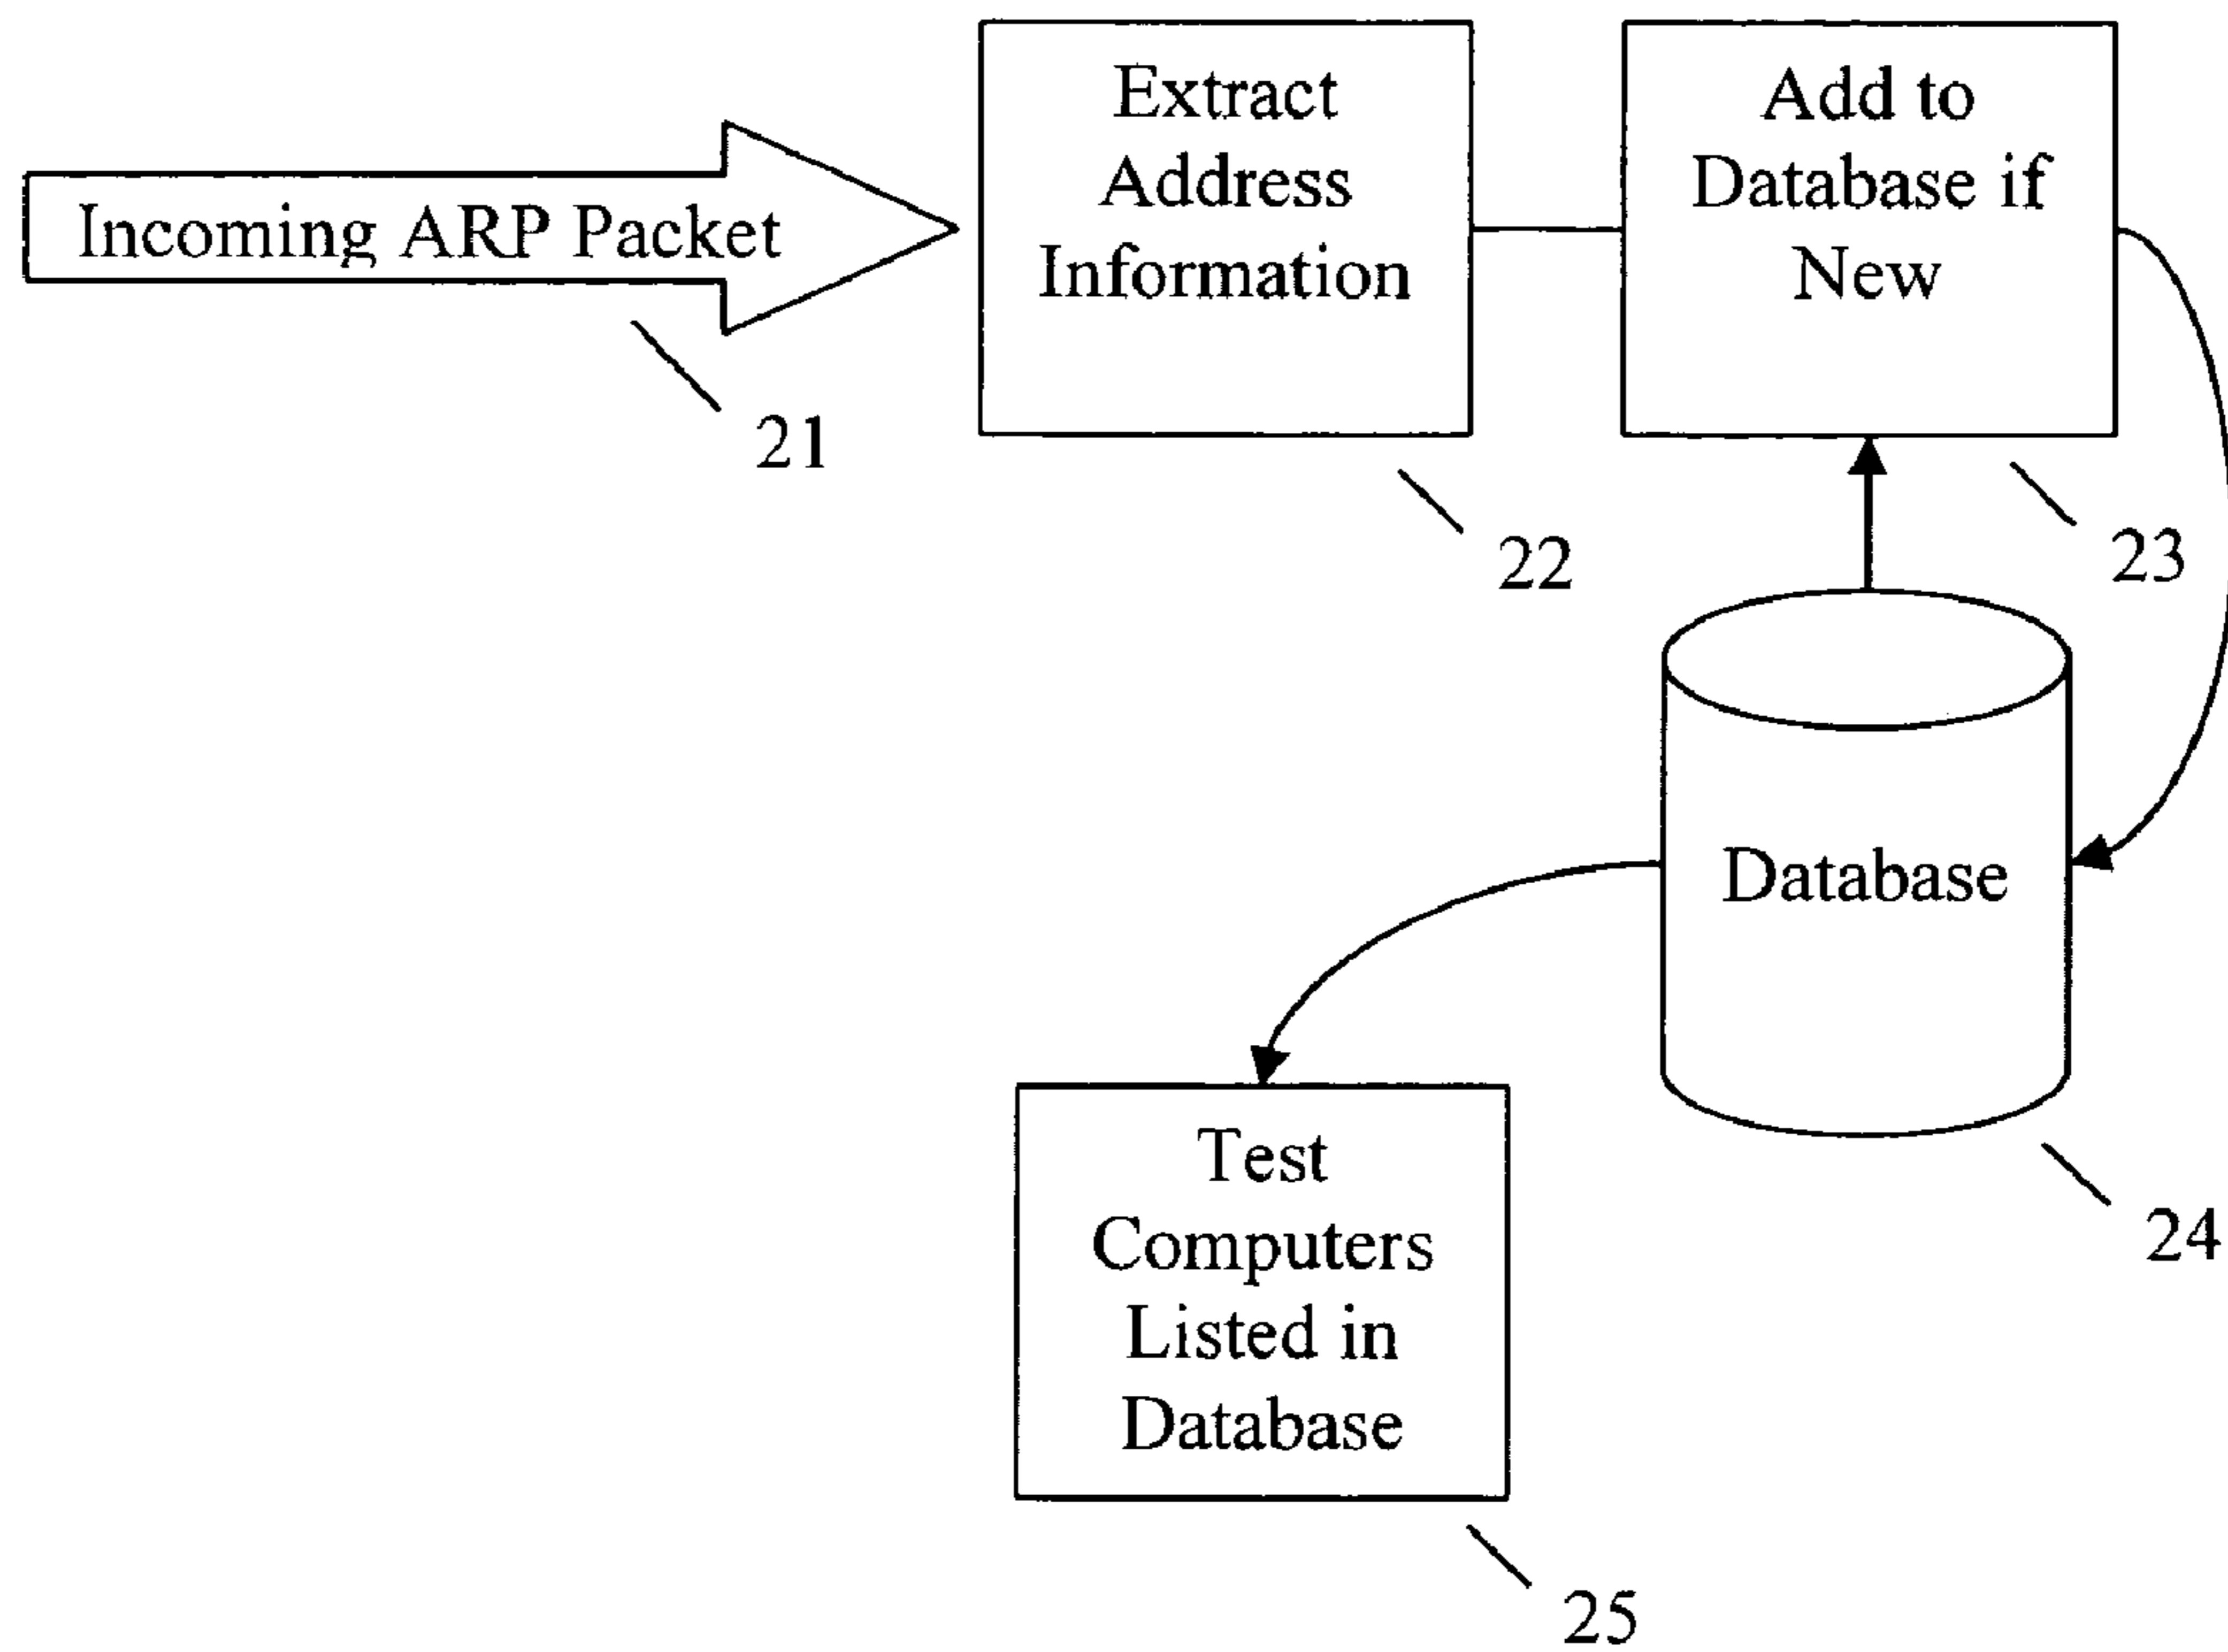 Incoming ARP Packet
21
Extract
Address
Information
22
Add to
Database if
New
23
Database
24
Test
Computers
Listed in
Database
25